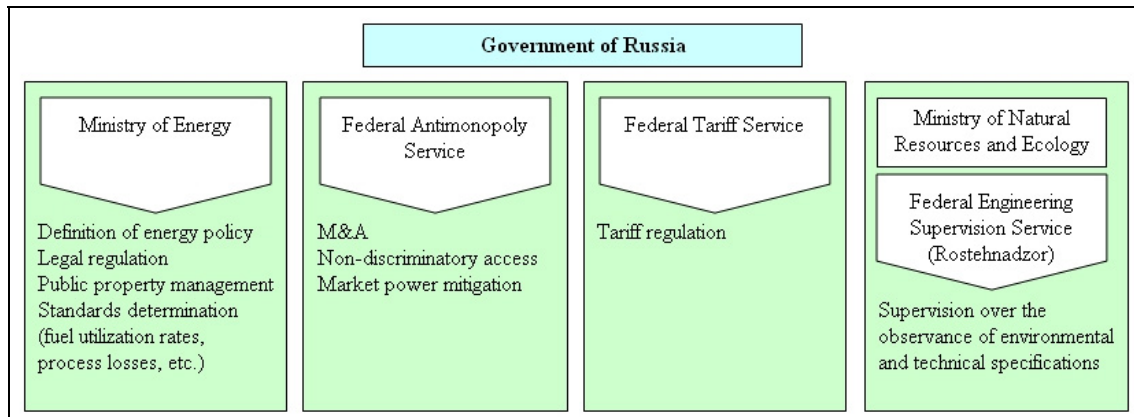 Government of Russia
Ministry of Energy
Definition of energy policy
Legal regulation
Public property management
Standards determination
(fuel utilization rates,
process losses, etc.)
Federal Antimonopoly
Service
M&A
Non-discriminatory access
Market power mitigation
Federal Tariff Service
Tariff regulation
Ministry of Natural
Resources and Ecology
Federal Engineering
Supervision Service
(Rostehnadzor)
Supervision over the
observance of environmental
and technical specifications